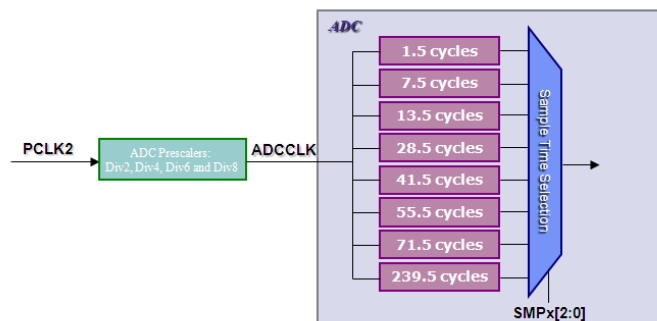 ADC
1.5 cycles
7.5 cycles
13.5 cycles
28.5 cycles
41.5 cycles
55.5 cycles
71.5 cycles
239.5 cycles
Sample Time Selection
PCLK2
ADC Prescalers:
Div2, Div4, Div6 and Div8
ADCCLK
SMPx[2:0]